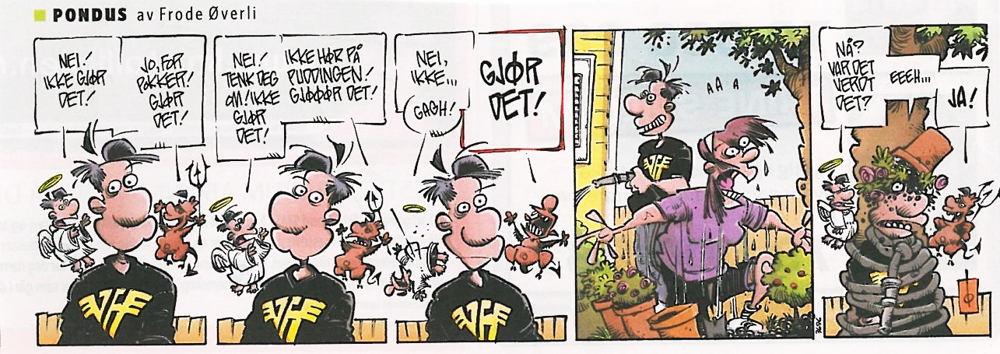 PONDUS av Frode Øverli
NEI!
IKKE GJØR
DET!
JO, FOR
POKKER!
GJØR
DET!
NEI!
TENK DEG
OM! IKKE
GJØR
DET!
IKKE HØR PÅ
PUDDINGEN!
GJØØØR DET!
NEI,
IKKE...
GAGH!
GJØR
DET!
NÅ?
VAR DET
VERDT
DET?
EEEH...
JA!